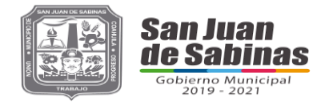 SAN JUAN DE SABINAS
TRABAJO
San Juan
de Sabinas
Gobierno Municipal
2019 - 2021